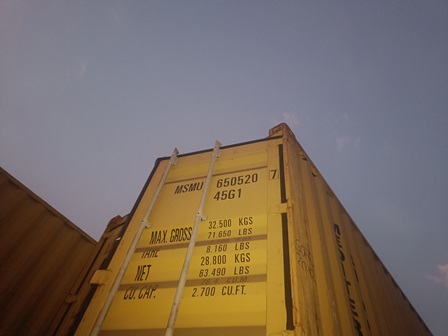 MSMU 650520 7
45G1
MAX. GROSS 32.500 KGS
71.650 LBS
TARE
8.160 LBS
NET 28.800 KGS
63.490 LBS
CU. CAP.
2.700 CU.FT.